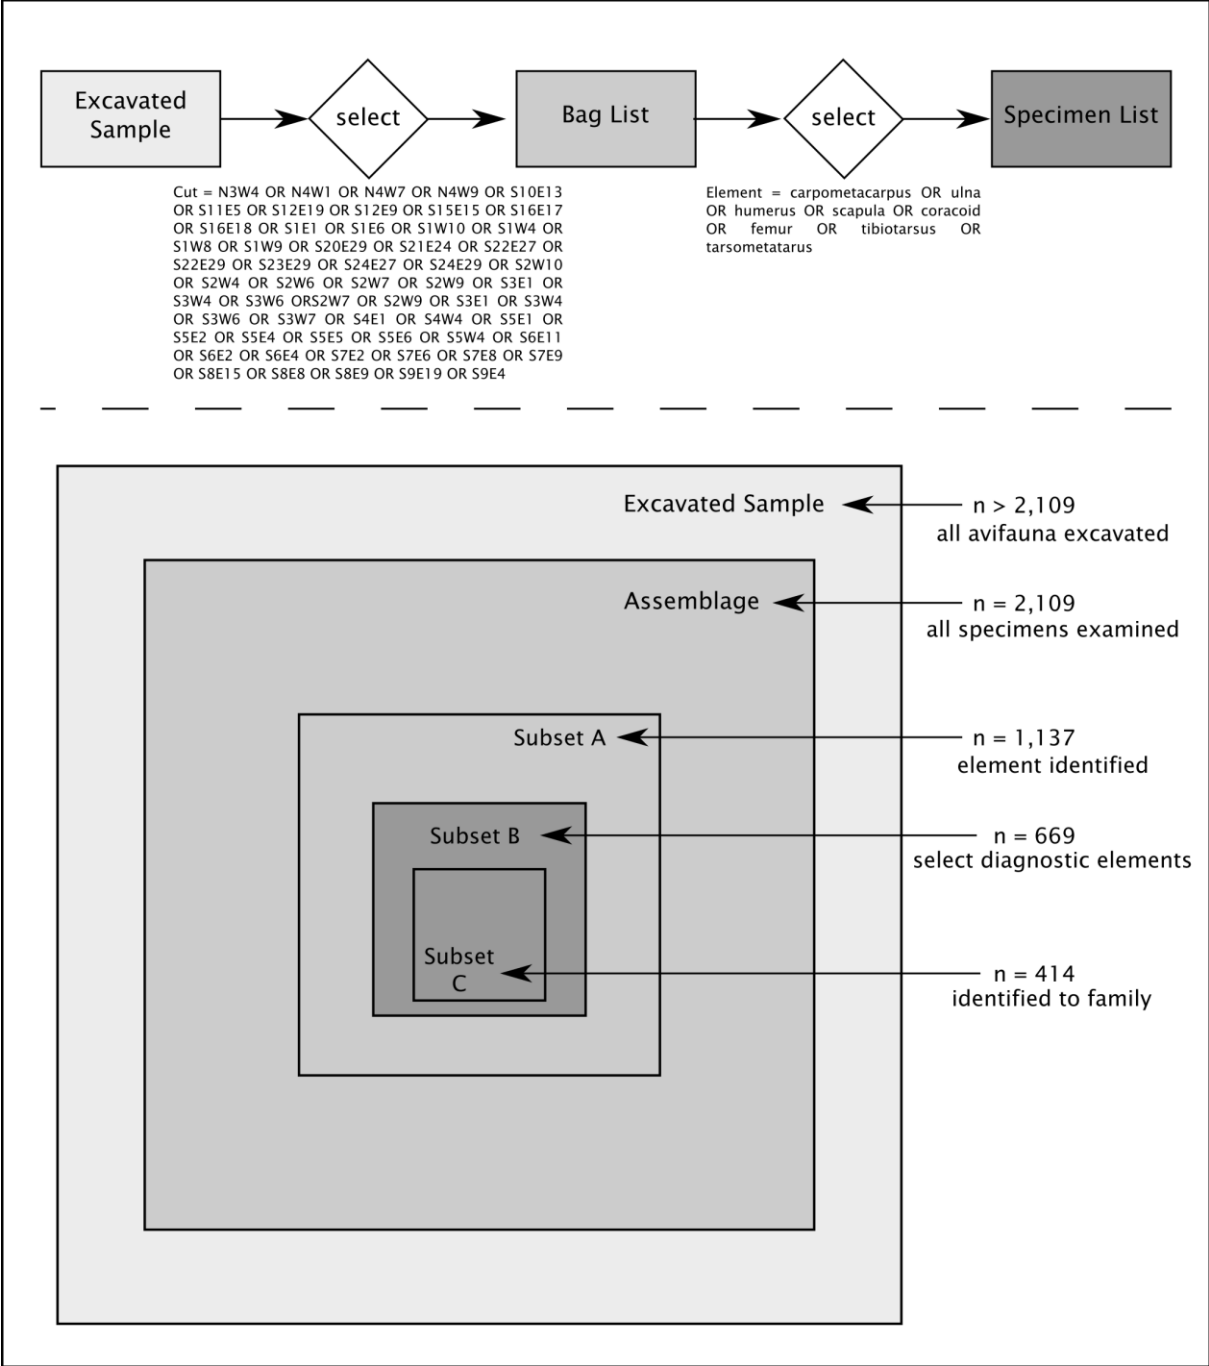 Excavated
Sample
select
Bag List
select
Specimen List
Cut = N3W4 OR N4W1 OR N4W7 OR N4W9 OR S10E13
OR S11E5 OR S12E19 OR S12E9 OR S15E15 OR S16E17
OR S16E18 OR S1E1 OR S1E6 OR S1W10 OR S1W4 OR
S1W8 OR S1W9 OR S20E29 OR S21E24 OR S22E27 OR
S22E29 OR S23E29 OR S24E27 OR S24E29 OR S2W10
OR S2W4 OR S2W6 OR S2W7 OR S2W9 OR S3E1 OR
S3W4 OR S3W6 ORS2W7 OR S2W9 OR S3E1 OR S3W4
OR S3W6 OR S3W7 OR S4E1 OR S4W4 OR S5E1 OR
S5E2 OR S5E4 OR S5E5 OR S5E6 OR S5W4 OR S6E11
OR S6E2 OR S6E4 OR S7E2 OR S7E6 OR S7E8 OR S7E9
OR S8E15 OR S8E8 OR S8E9 OR S9E19 OR S9E4
Element = carpometacarpus OR ulna
OR humerus OR scapula OR coracoid
OR femur OR tibiotarsus OR
tarsometatarus
Excavated Sample
n > 2,109
all avifauna excavated
Assemblage
n = 2,109
all specimens examined
Subset A
n = 1,137
element identified
Subset B
n = 669
select diagnostic elements
Subset
C
n = 414
identified to family